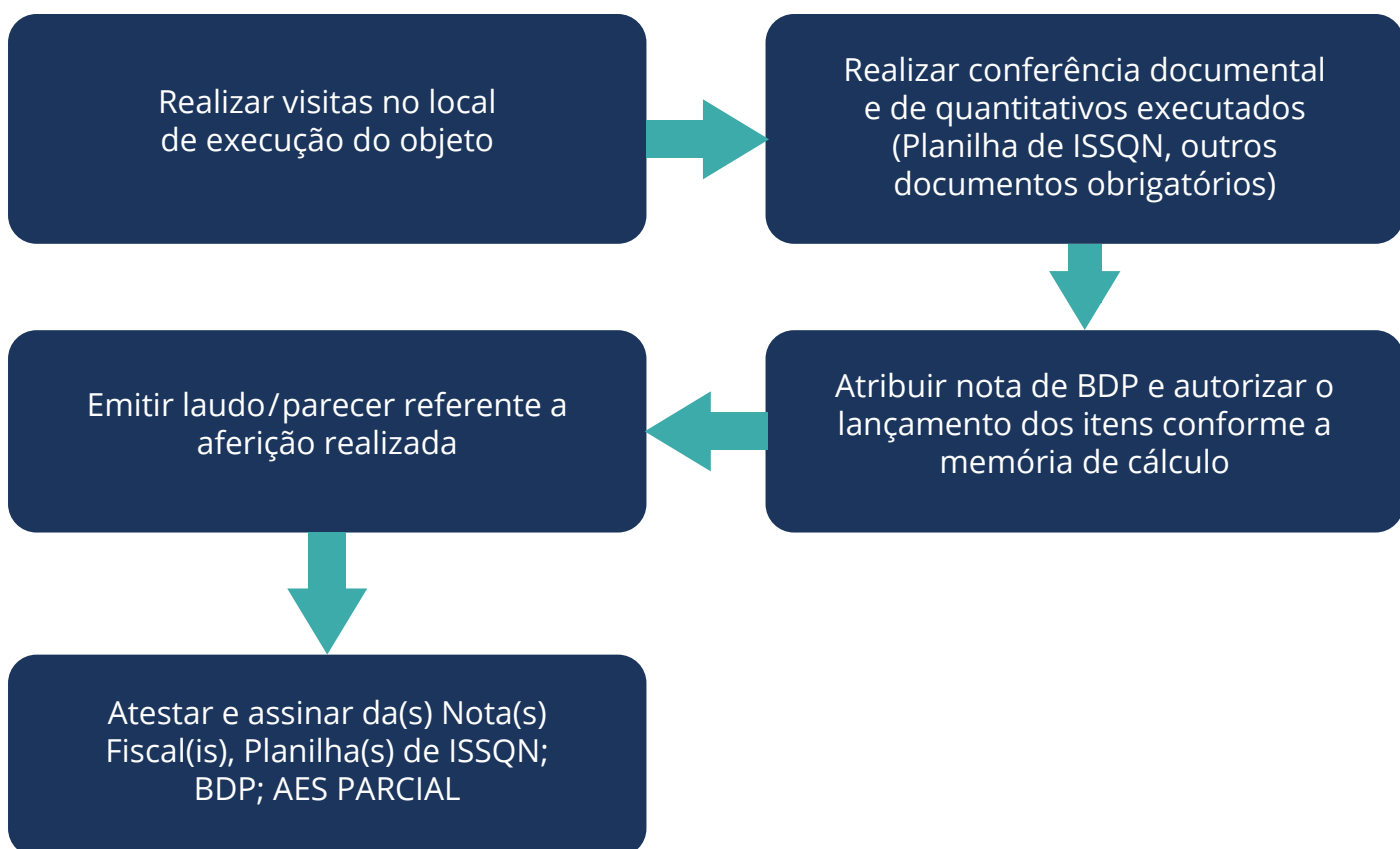 Realizar visitas no local
de execução do objeto
Realizar conferência documental
e de quantitativos executados
(Planilha de ISSQN, outros
documentos obrigatórios)
Atribuir nota de BDP e autorizar o
lançamento dos itens conforme a
memória de cálculo
Emitir laudo/parecer referente a
aferição realizada
Atestar e assinar da(s) Nota(s)
Fiscal(is), Planilha(s) de ISSQN;
BDP; AES PARCIAL